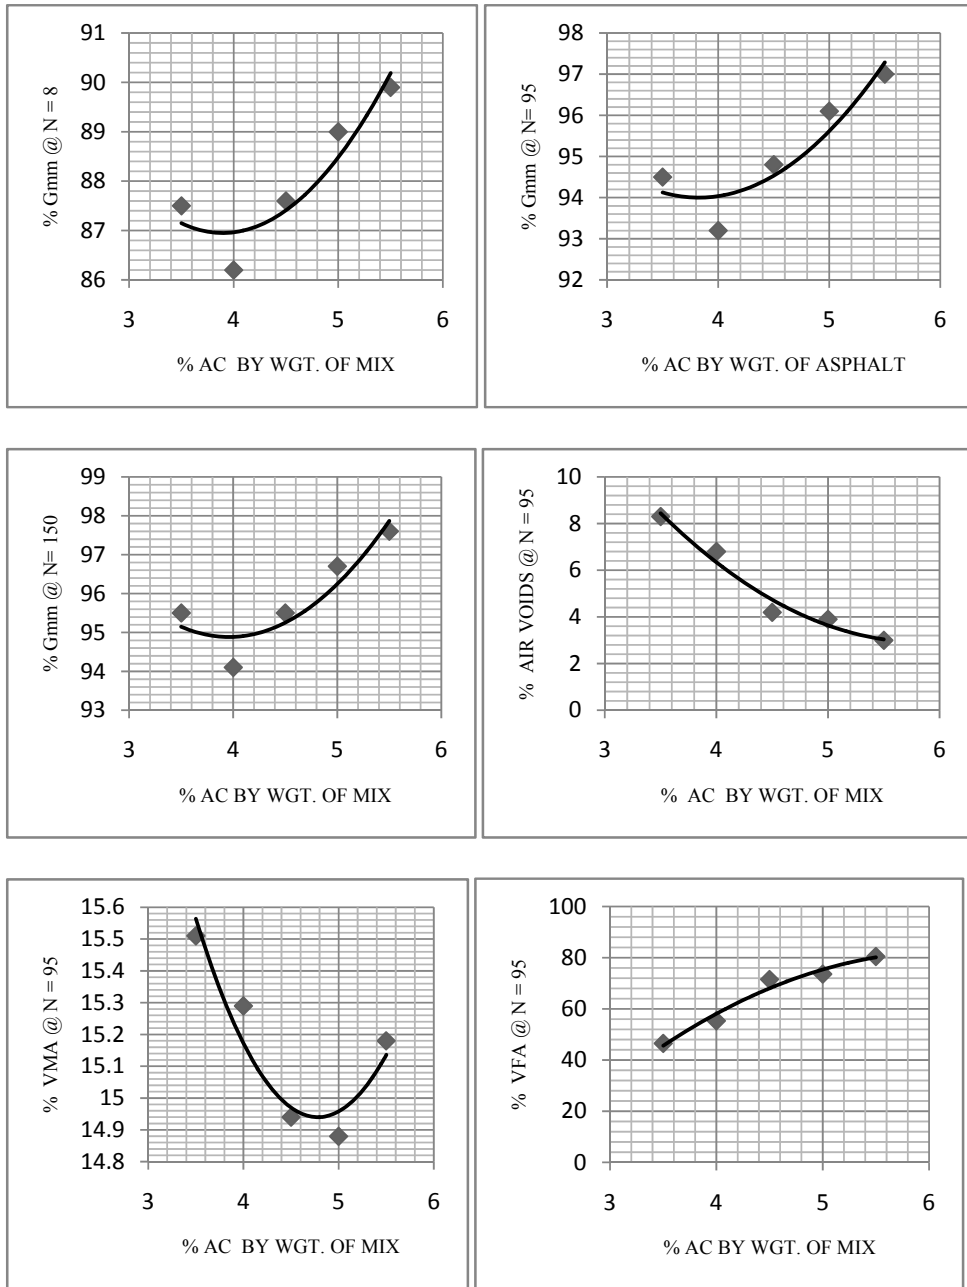 % Gmm @ N = 8
91
90
89
88
87
86
3 4 5 6
% AC BY WGT. OF MIX
% Gmm @ N= 95
98
97
96
95
94
93
92
3 4 5 6
% AC BY WGT. OF ASPHALT
% Gmm @ N= 150
99
98
97
96
95
94
93
3 4 5 6
% AC BY WGT. OF MIX
% AIR VOIDS @ N = 95
10
8
6
4
2
0
3 4 5 6
% AC BY WGT. OF MIX
% VMA @ N = 95
15.6
15.5
15.4
15.3
15.2
15.1
15
14.9
14.8
3 4 5 6
% AC BY WGT. OF MIX
% VFA @ N = 95
100
80
60
40
20
0
3 4 5 6
% AC BY WGT. OF MIX